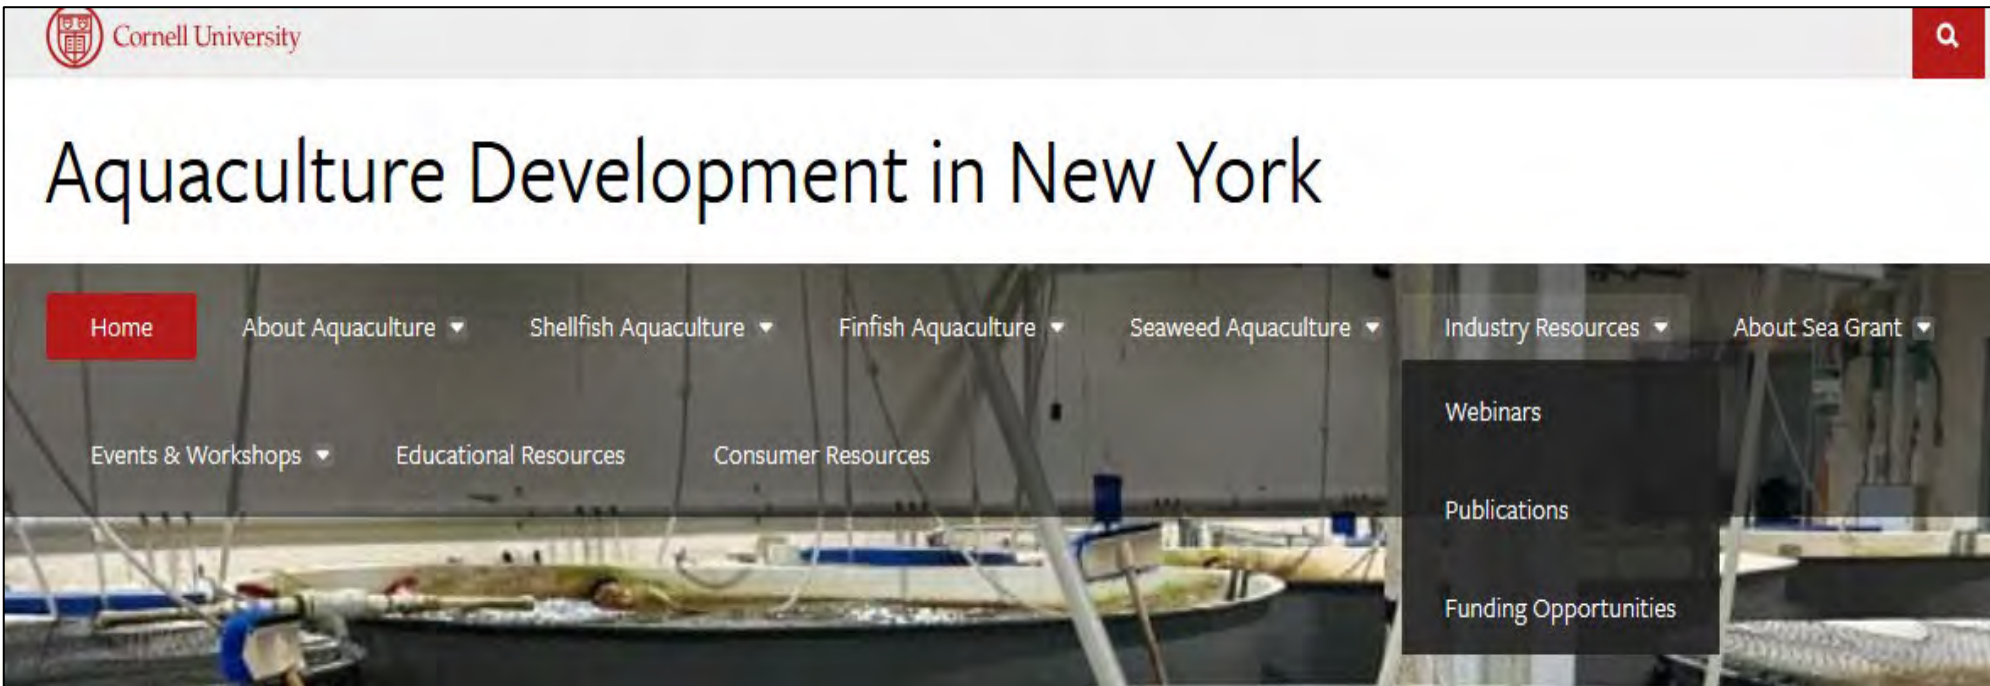 Cornell University
Aquaculture Development in New York
Home About Aquaculture Shellfish Aquaculture Finfish Aquaculture Seaweed Aquaculture Industry Resources About Sea Grant
Webinars
Events & Workshops Educational Resources Consumer Resources
Publications
Funding Opportunities